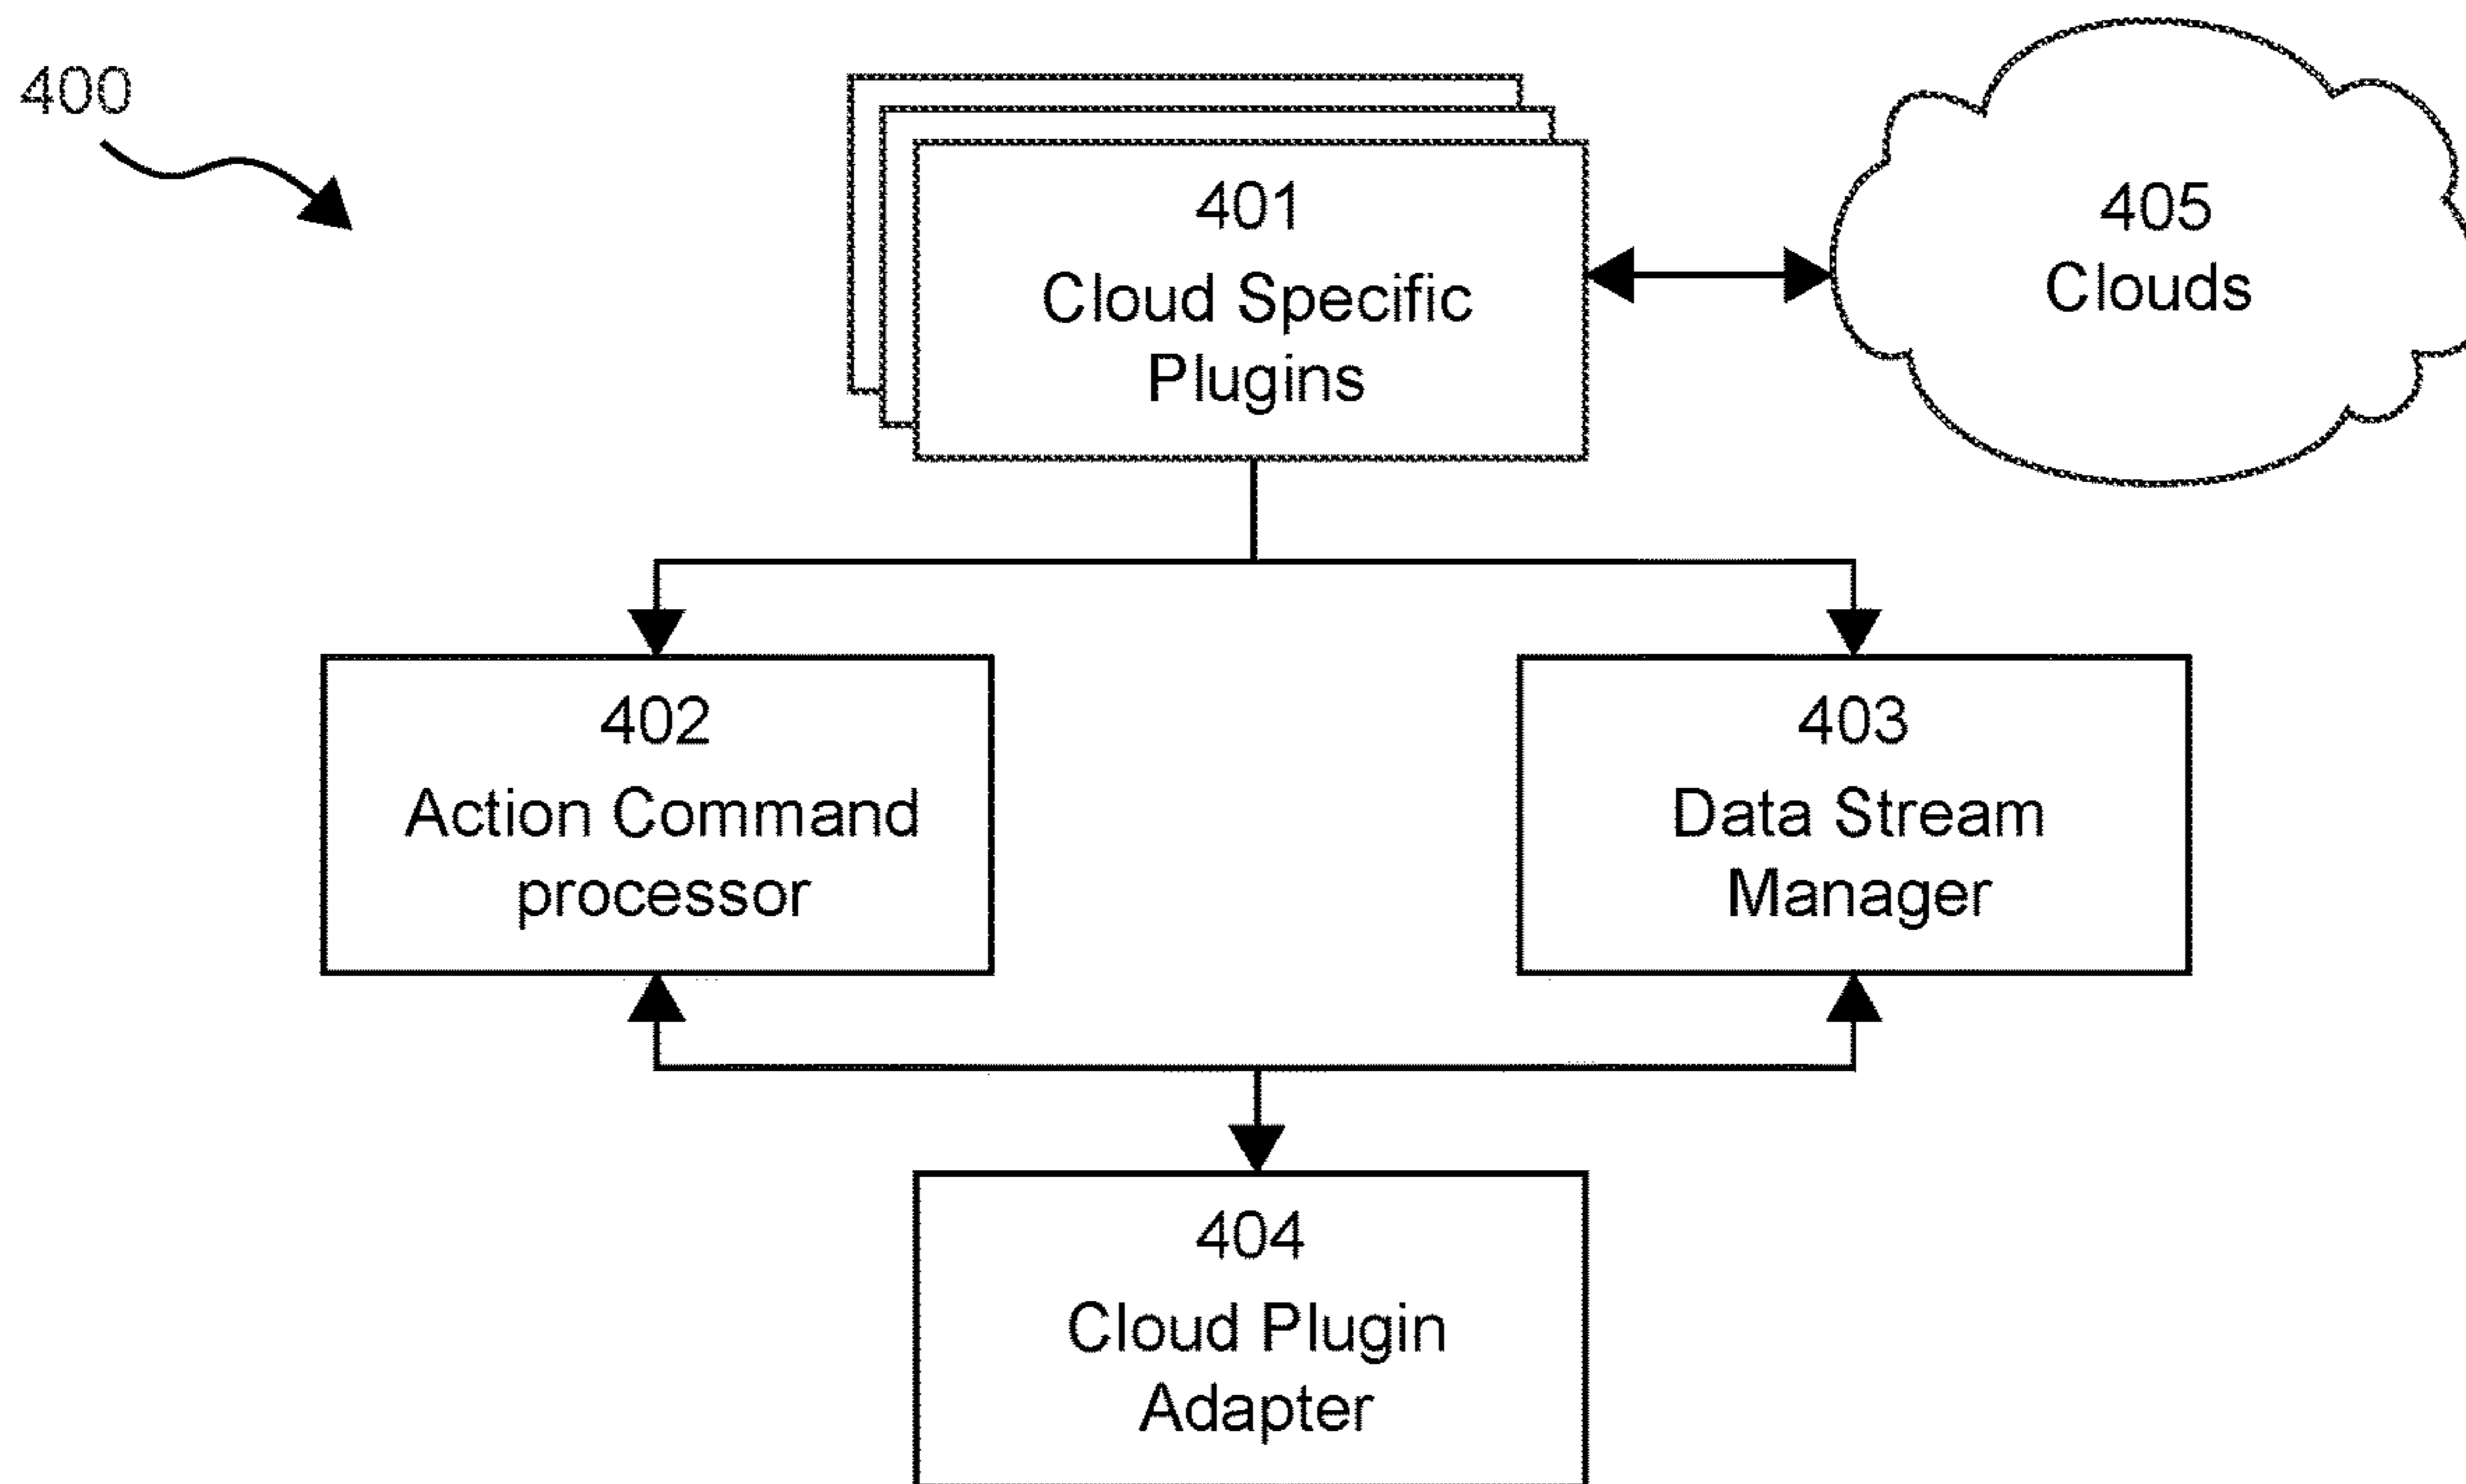 400
401
Cloud Specific
Plugins
405
Clouds
402
Action Command
processor
403
Data Stream
Manager
404
Cloud Plugin
Adapter